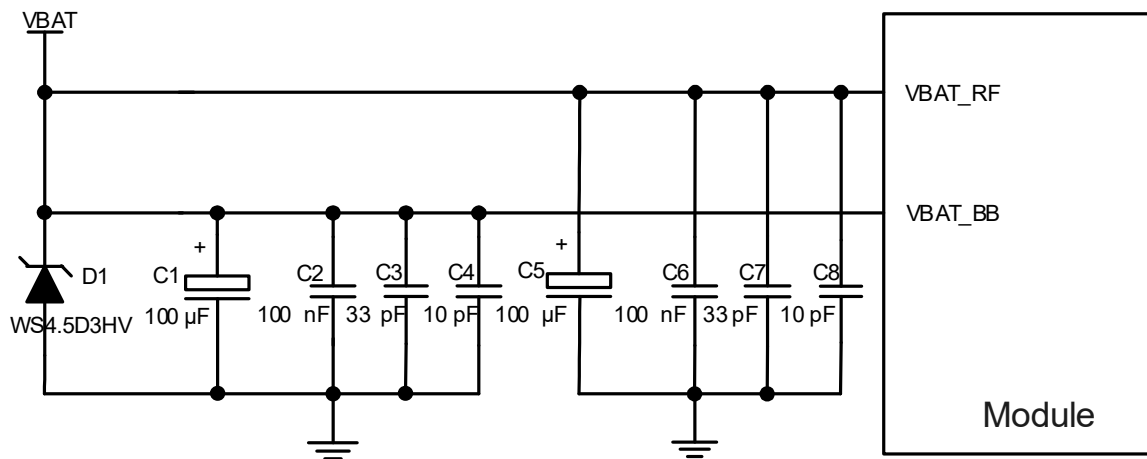 VBAT
VBAT_RF
VBAT_BB
+ +
D1 C1 C2 C3 C4 C5 C6 C7 C8
WS4.5D3HV 100 µF 100 nF 33 pF 10 pF 100 µF 100 nF 33 pF 10 pF
Module